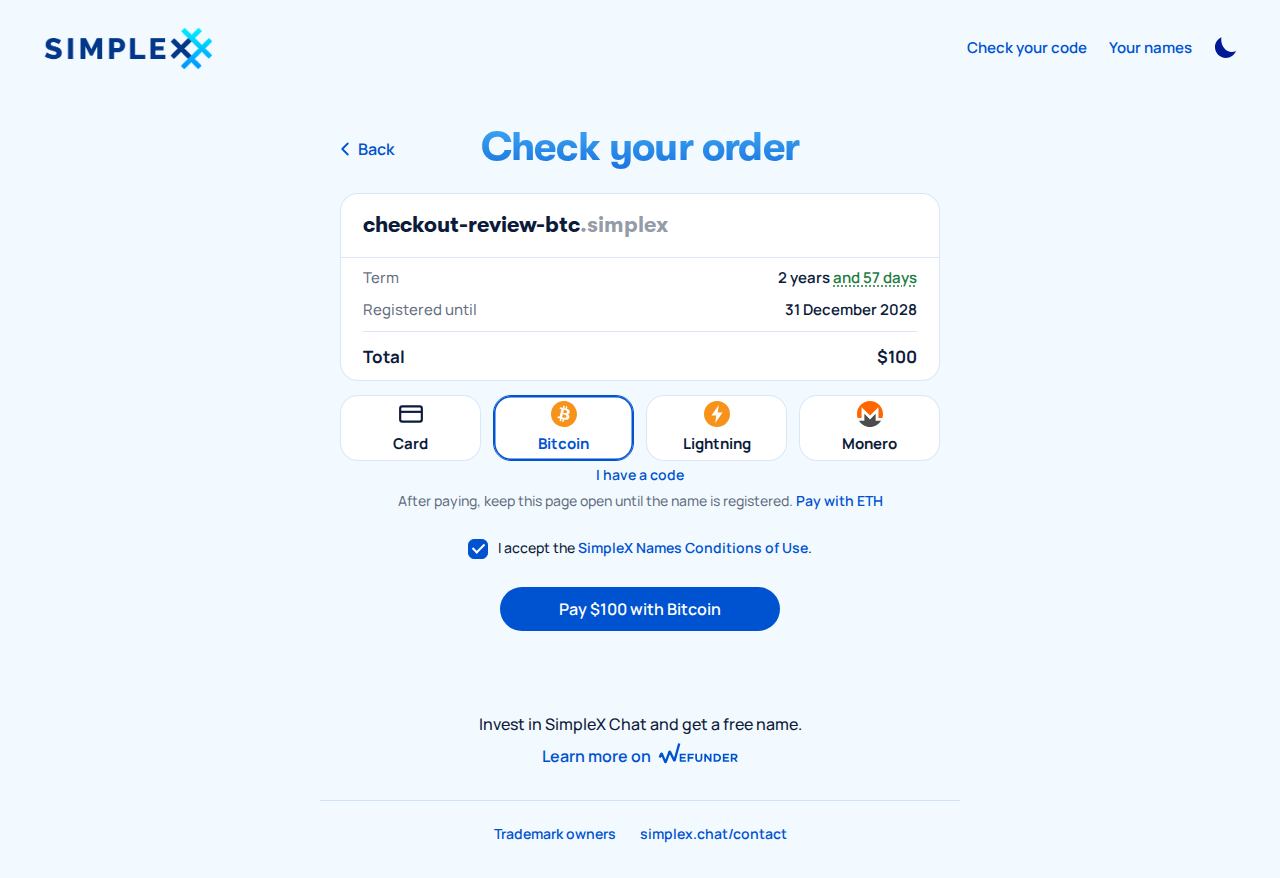 SIMPLEX
Check your code
Your names
Back
Check your order
checkout-review-btc.simplex
Term
2 years and 57 days
Registered until
31 December 2028
Total
$100
Card
Bitcoin
Lightning
Monero
I have a code
After paying, keep this page open until the name is registered. Pay with ETH
I accept the SimpleX Names Conditions of Use.
Pay $100 with Bitcoin
Invest in SimpleX Chat and get a free name.
Learn more on WEFUNDER
Trademark owners
simplex.chat/contact